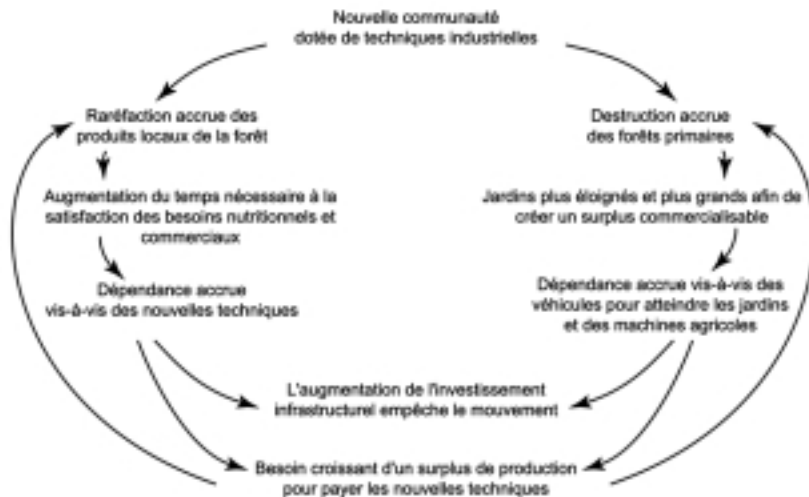 Nouvelle communauté
dotée de techniques industrielles
Raréfaction accrue des
produits locaux de la forêt
Destruction accrue
des forêts primaires
Augmentation du temps nécessaire à la
satisfaction des besoins nutritionnels et
commerciaux
Jardins plus éloignés et plus grands afin de
créer un surplus commercialisable
Dépendance accrue
vis-à-vis des nouvelles techniques
Dépendance accrue vis-à-vis des
véhicules pour atteindre les jardins
et des machines agricoles
L'augmentation de l'investissement
infrastructurel empêche le mouvement
Besoin croissant d'un surplus de production
pour payer les nouvelles techniques